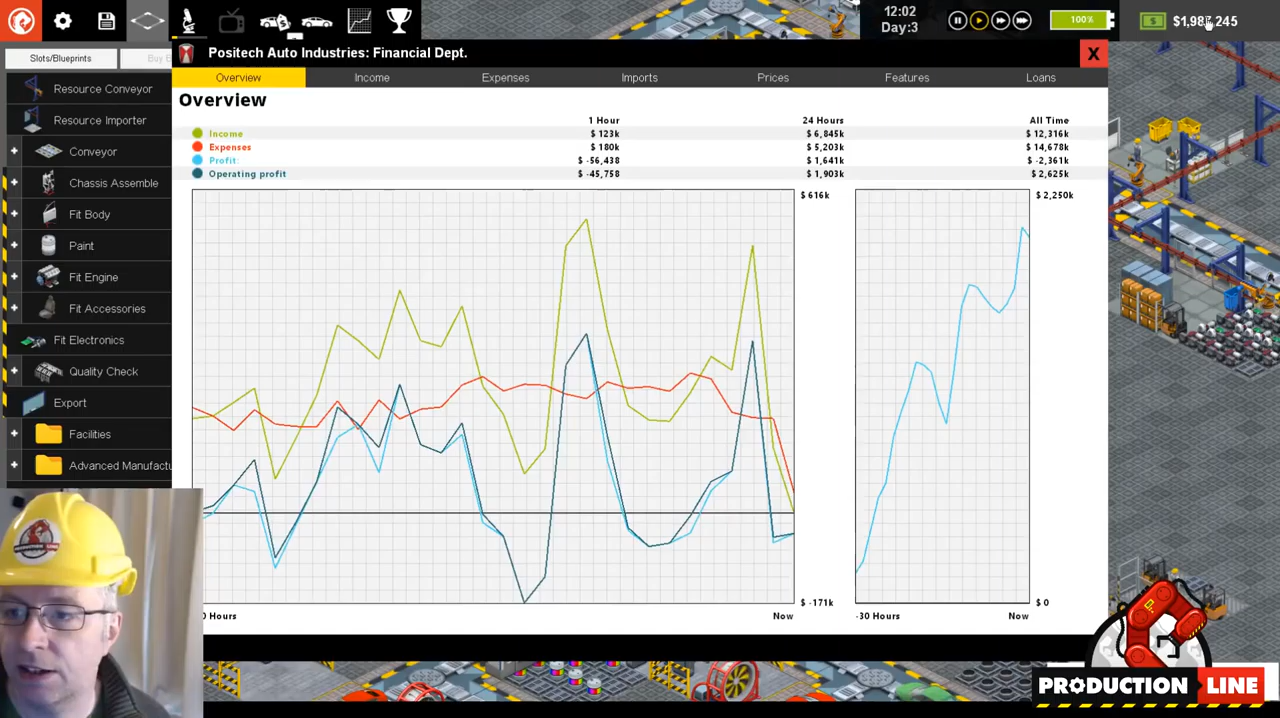 12:02
Day:3
100%
Positech Auto Industries: Financial Dept.
X
Slots/Blueprints
Overview
Income
Expenses
Imports
Prices
Features
Loans
Overview
1 Hour
24 Hours
All Time
Income
$ 123k
$ 6,845k
$ 12,316k
Expenses
$ 180k
$ 5,203k
$ 14,678k
Profit:
$ -56,438
$ 1,641k
$ -2,361k
Operating profit
$ -45,758
$ 1,903k
$ 2,625k
$ 616k
$ 2,250k
$ -171k
$ 0
0 Hours
Now
-30 Hours
Now
Resource Conveyor
Resource Importer
Conveyor
Chassis Assemble
Fit Body
Paint
Fit Engine
Fit Accessories
Fit Electronics
Quality Check
Export
Facilities
Advanced Manufactu
PRODUCTION LINE